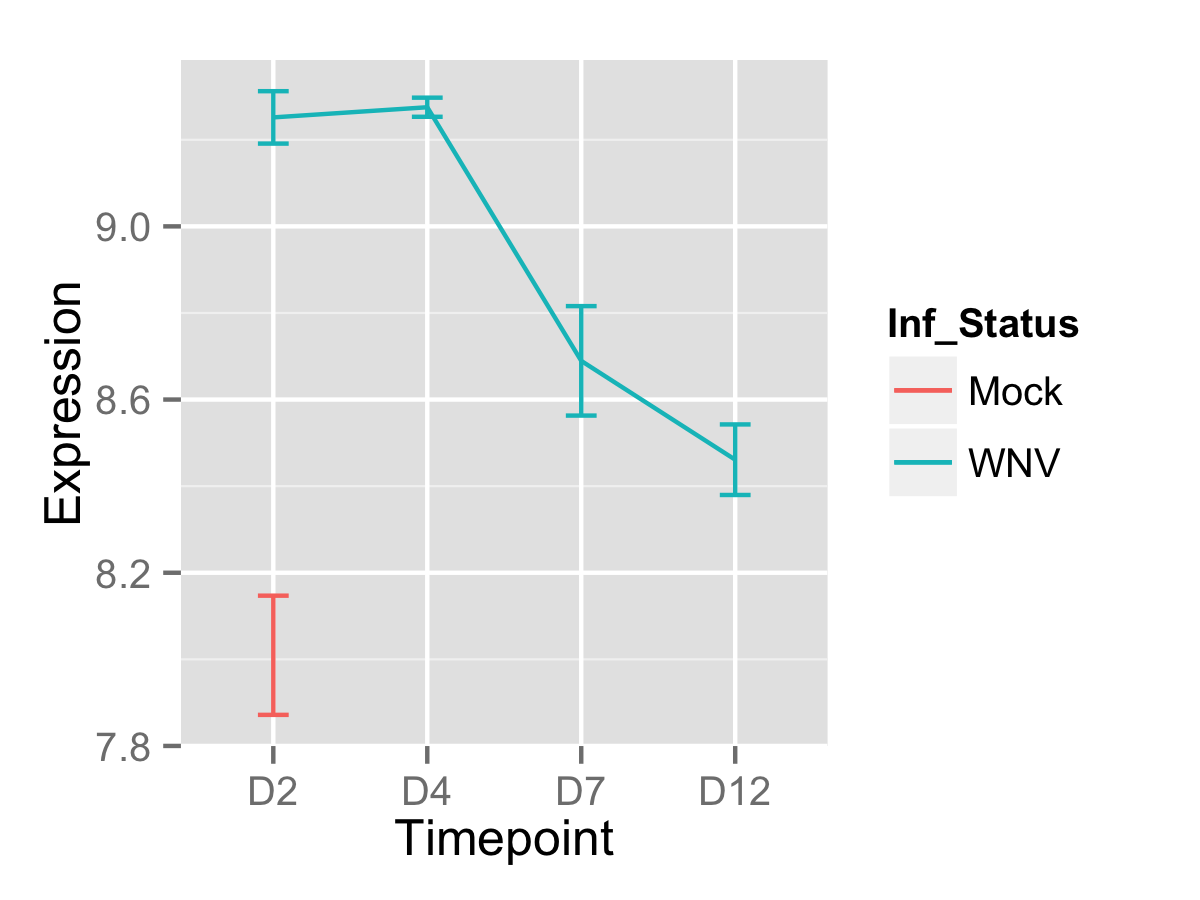 Expression
9.0
8.6
8.2
7.8
D2 D4 D7 D12
Timepoint
Inf_Status
Mock
WNV